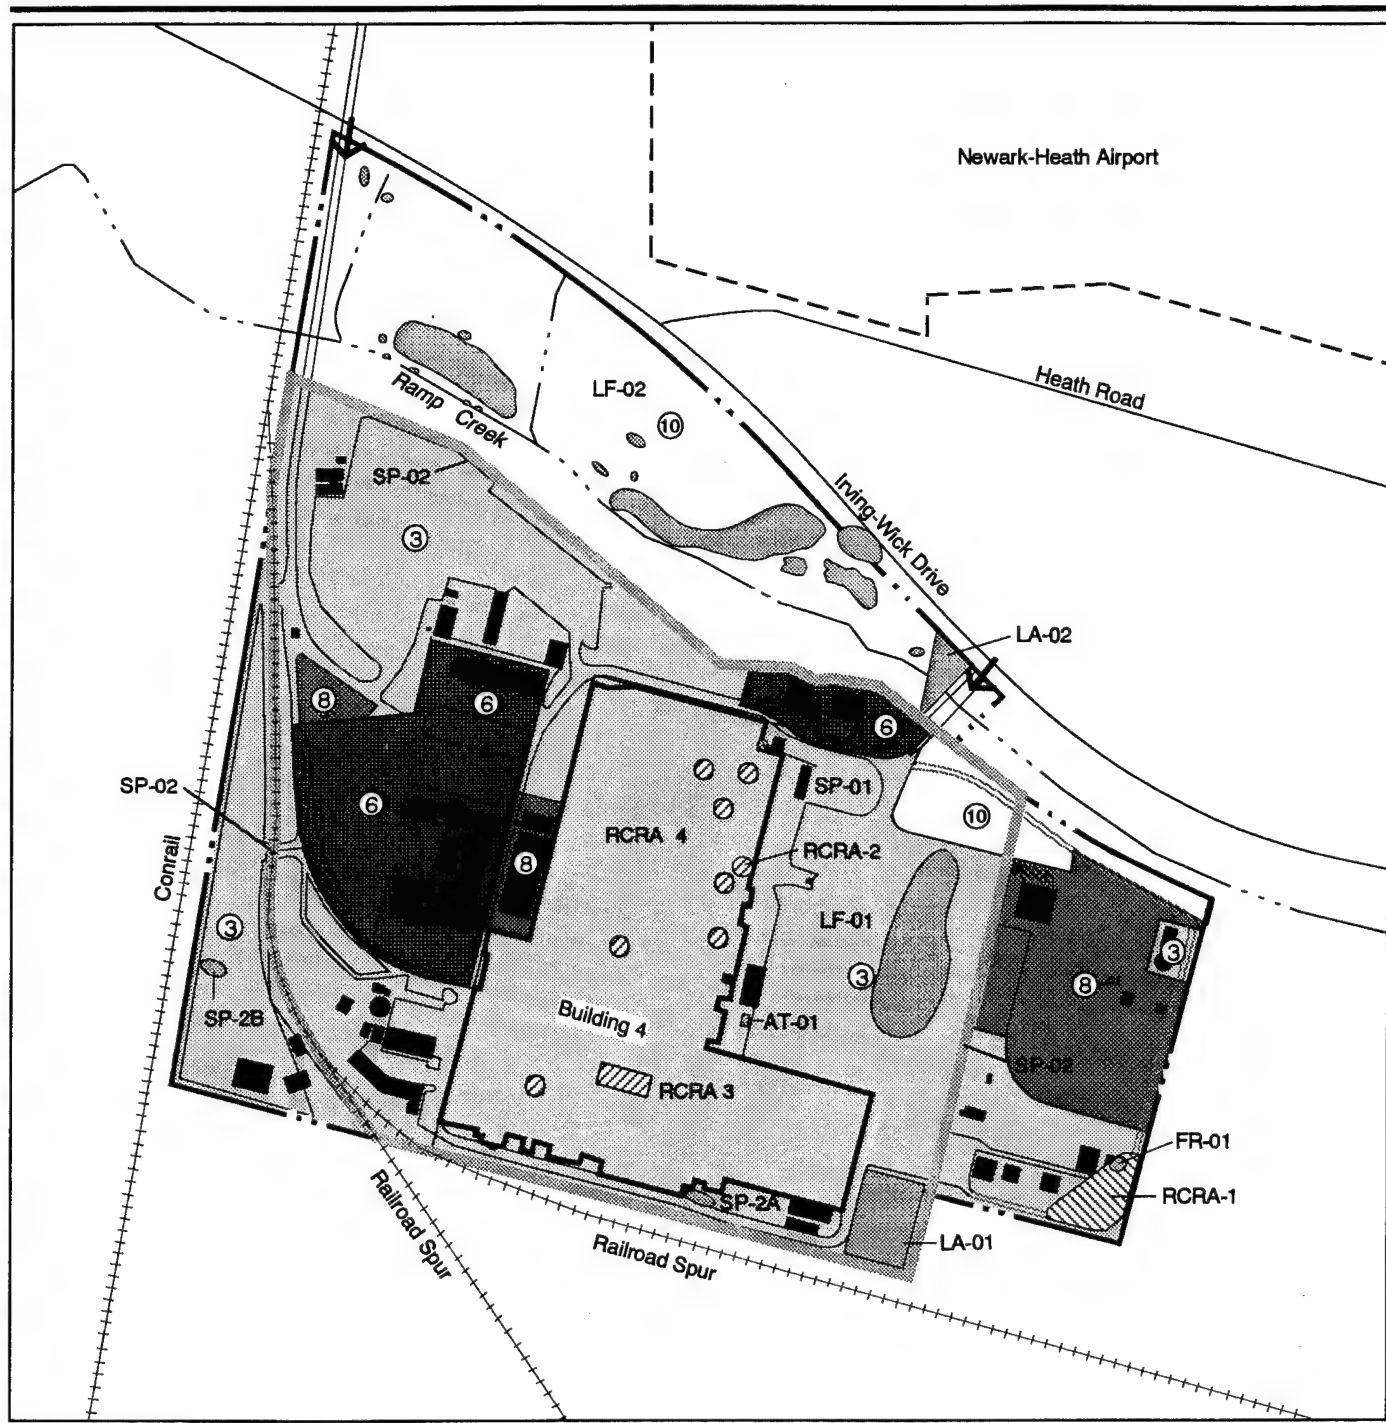 Newark-Heath Airport
Heath Road
LF-02
10
Ramp Creek
SP-02
3
Irving-Wick Drive
LA-02
8
6
6
SP-02
6
SP-01
10
RCRA 4
RCRA-2
8
Conrail
LF-01
3
3
3
8
SP-2B
Building 4
AT-01
SP-02
RCRA 3
FR-01
RCRA-1
SP-2A
LA-01
Railroad Spur
Railroad Spur